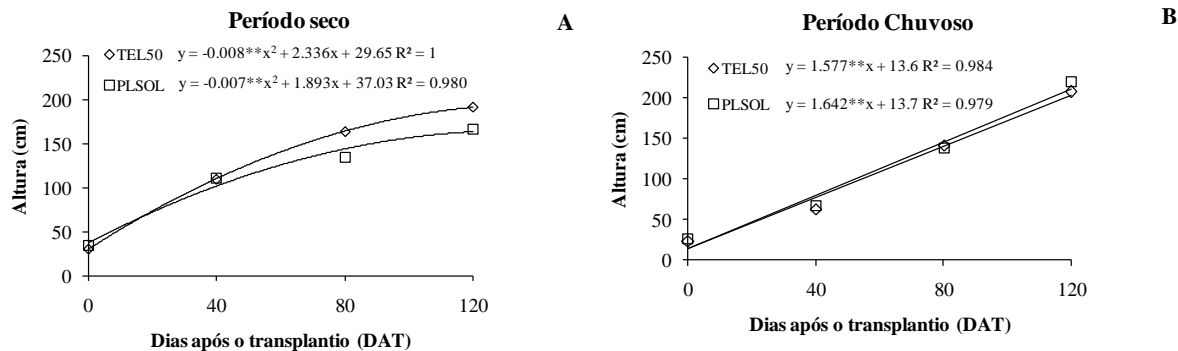 Período seco
A
TEL50 y = -0.008**x² + 2.336x + 29.65 R² = 1
PLSOL y = -0.007**x² + 1.893x + 37.03 R² = 0.980
250
200
150
100
50
0
Altura (cm)
0 40 80 120
Dias após o transplantio (DAT)
Período Chuvoso
B
TEL50 y = 1.577**x + 13.6 R² = 0.984
PLSOL y = 1.642**x + 13.7 R² = 0.979
250
200
150
100
50
0
Altura (cm)
0 40 80 120
Dias após o transplantio (DAT)